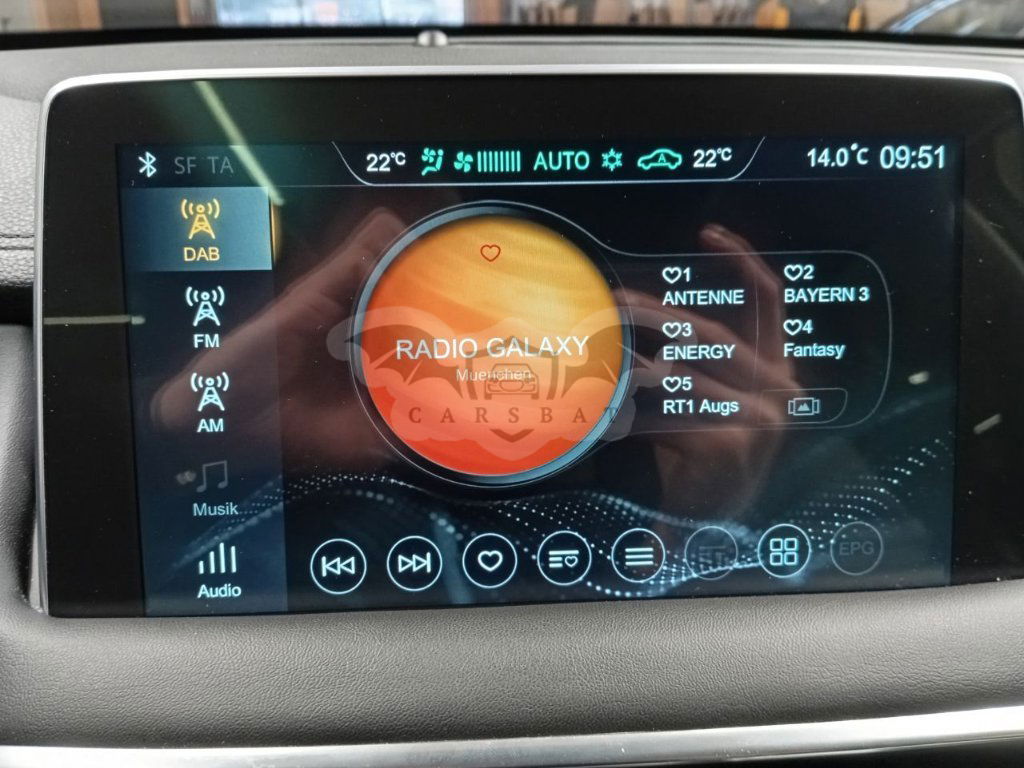 SF TA
22°C AUTO 22°C
14.0°C 09:51
DAB
FM
AM
Musik
Audio
RADIO GALAXY
Muenchen
CARSBAT
1
ANTENNE
2
BAYERN 3
3
ENERGY
4
Fantasy
5
RT1 Augs
EPG